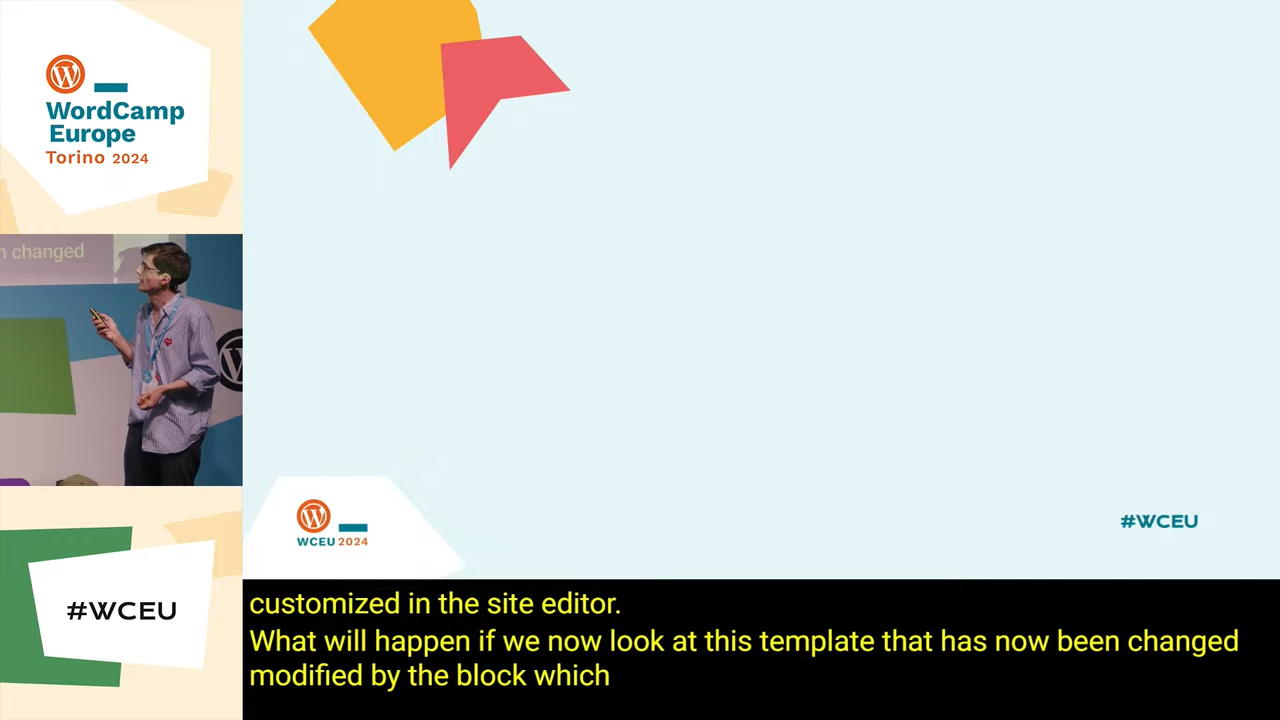 WordCamp
Europe
Torino 2024
n changed
#WCEU
WCEU 2024
#WCEU
customized in the site editor.
What will happen if we now look at this template that has now been changed
modified by the block which